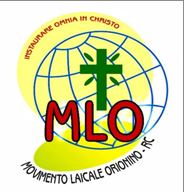 INSTAURARE OMNIA IN CHRISTO
MLO
MOVIMENTO LAICALE ORIONINO - RC